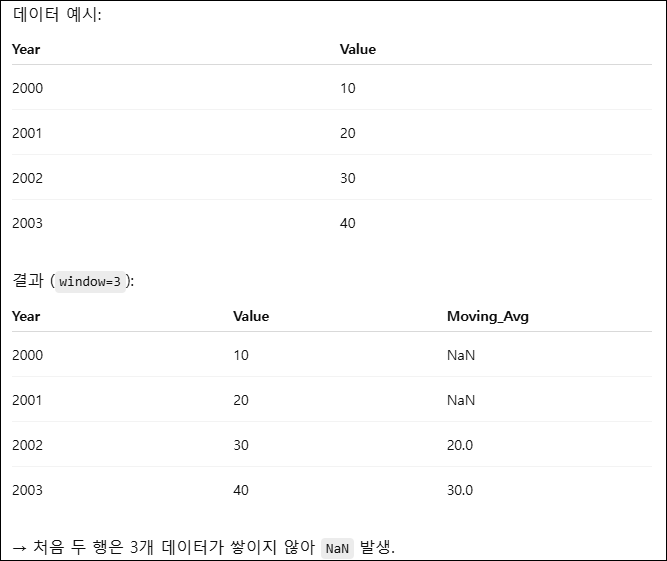 데이터 예시:
Year Value
2000 10
2001 20
2002 30
2003 40
결과 (window=3):
Year Value Moving_Avg
2000 10 NaN
2001 20 NaN
2002 30 20.0
2003 40 30.0
→ 처음 두 행은 3개 데이터가 쌓이지 않아 NaN 발생.